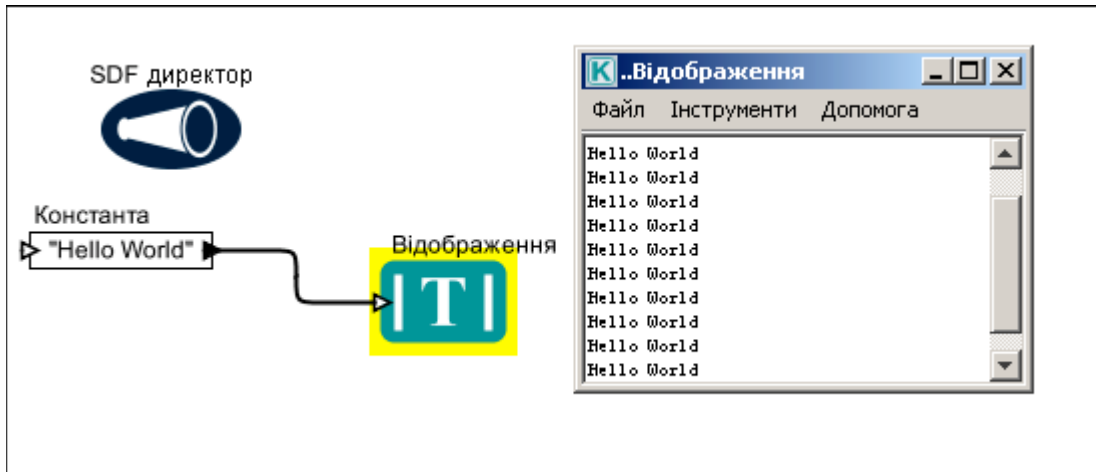 SDF директор
Константа
"Hello World"
Відображення
T
K ..Відображення
Файл Інструменти Допомога
Hello World
Hello World
Hello World
Hello World
Hello World
Hello World
Hello World
Hello World
Hello World
Hello World